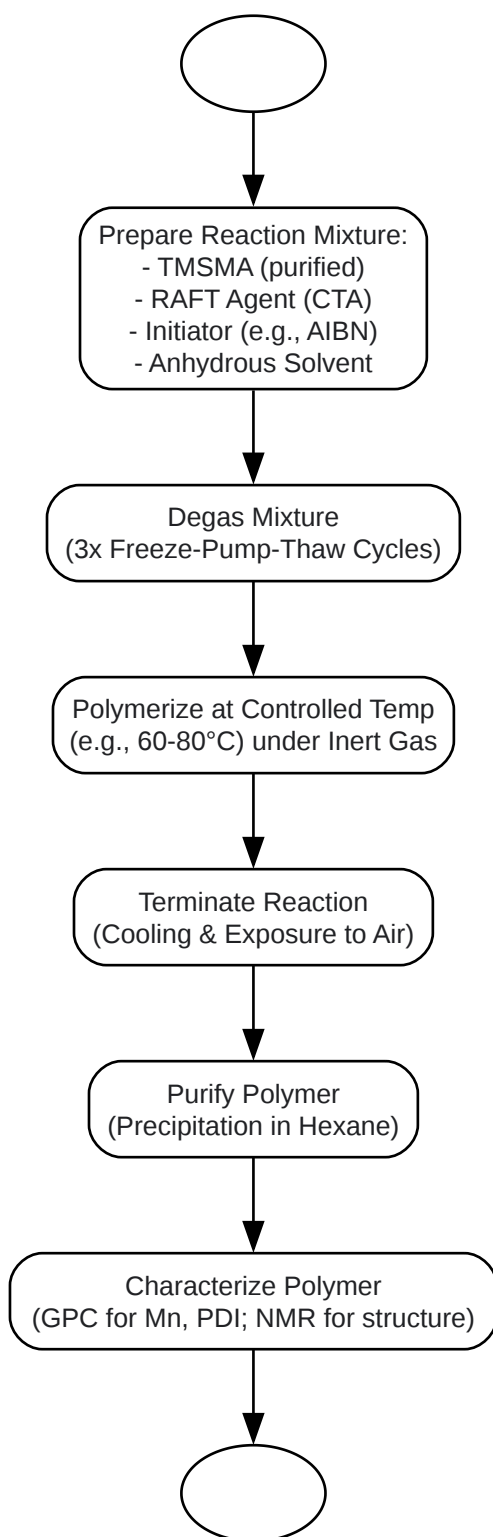 Prepare Reaction Mixture:
- TMSMA (purified)
- RAFT Agent (CTA)
- Initiator (e.g., AIBN)
- Anhydrous Solvent
Degas Mixture
(3x Freeze-Pump-Thaw Cycles)
Polymerize at Controlled Temp
(e.g., 60-80°C) under Inert Gas
Terminate Reaction
(Cooling & Exposure to Air)
Purify Polymer
(Precipitation in Hexane)
Characterize Polymer
(GPC for Mn, PDI; NMR for structure)